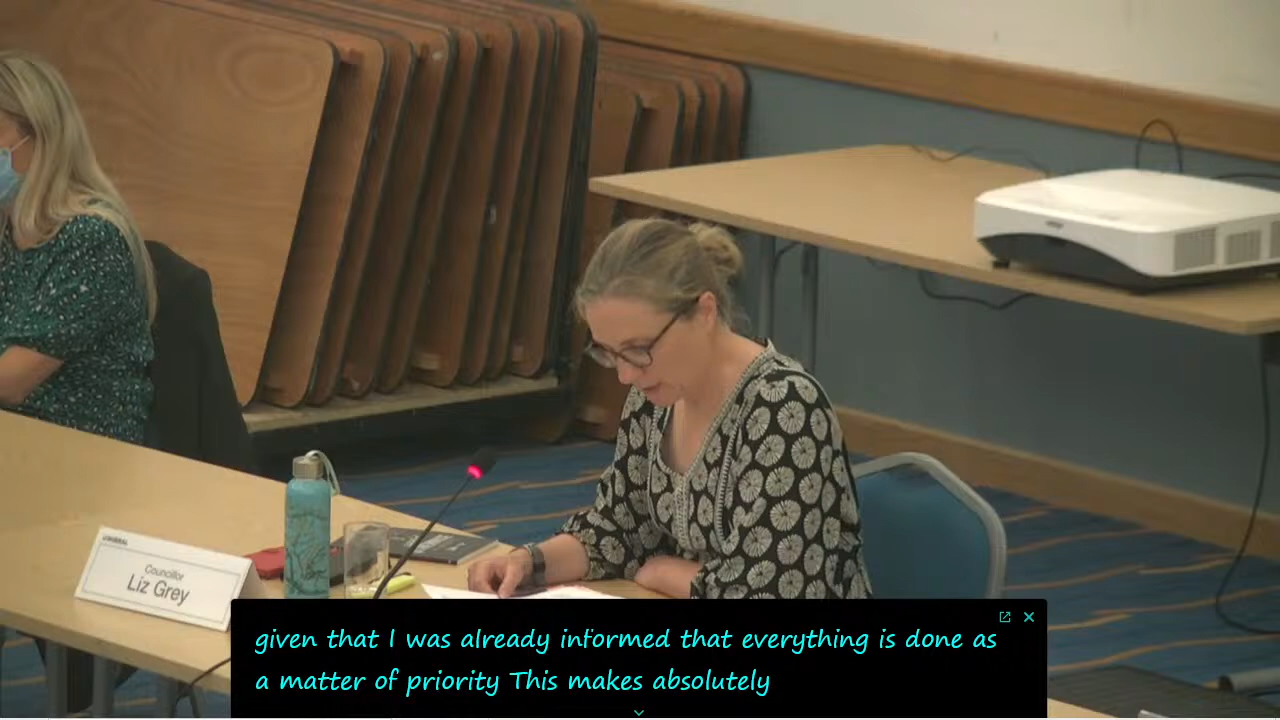 WIRRAL
Councillor
Liz Grey
given that I was already informed that everything is done as
a matter of priority This makes absolutely